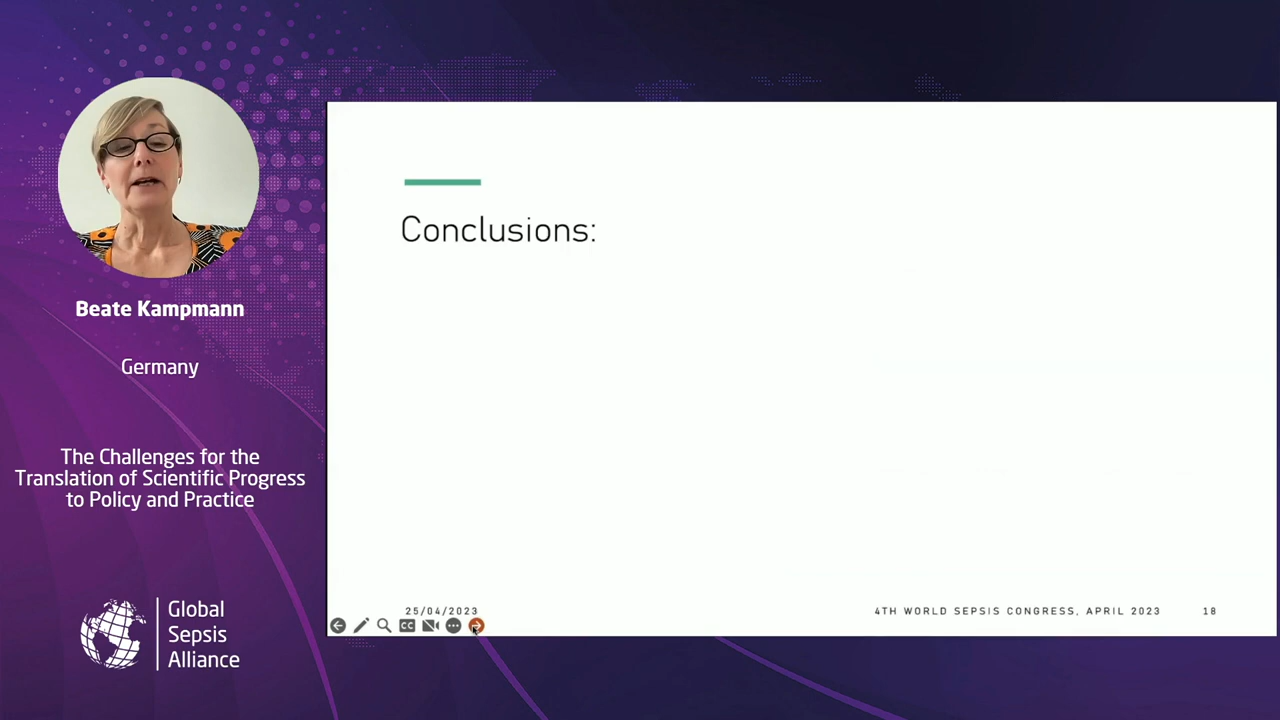 Beate Kampmann
Germany
The Challenges for the
Translation of Scientific Progress
to Policy and Practice
Global
Sepsis
Alliance
Conclusions:
25/04/2023
4TH WORLD SEPSIS CONGRESS, APRIL 2023
18
CC